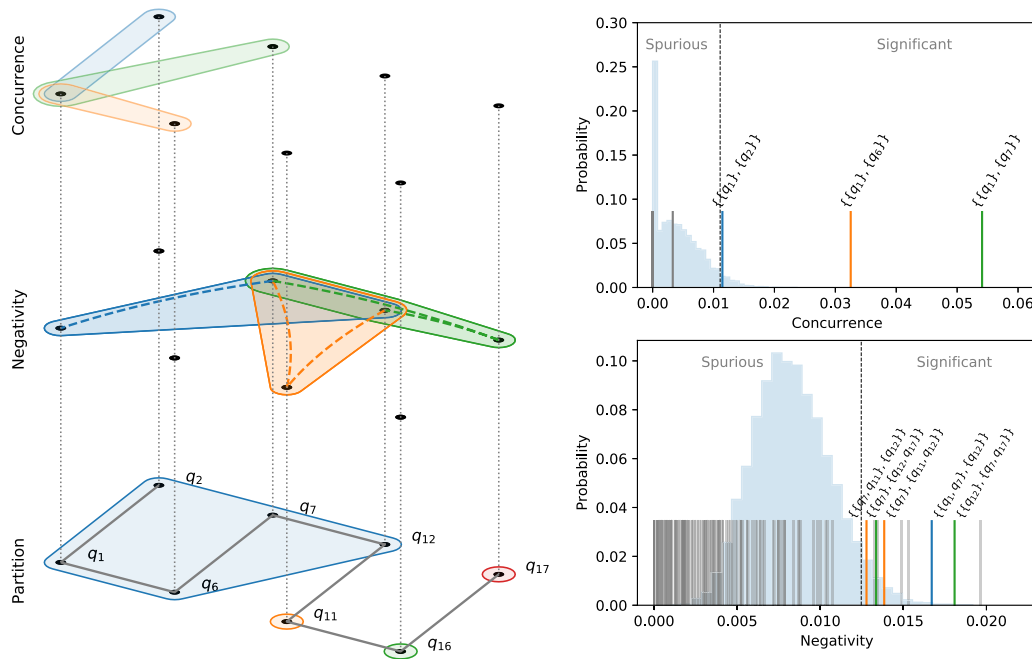 Concurrence
Negativity
Partition
q1
q2
q6
q7
q11
q12
q16
q17
Probability
0.30
0.25
0.20
0.15
0.10
0.05
0.00
Spurious
Significant
{{q1}, {q2}}
{{q1}, {q6}}
{{q1}, {q7}}
0.00 0.01 0.02 0.03 0.04 0.05 0.06
Concurrence
Probability
0.10
0.08
0.06
0.04
0.02
0.00
Spurious
Significant
{{q7, q11}, {q12}}
{{q7}, {q12, q17}}
{{q7}, {q11, q12}}
{{q1, q7}, {q12}}
{{q12}, {q7, q17}}
0.000 0.005 0.010 0.015 0.020
Negativity